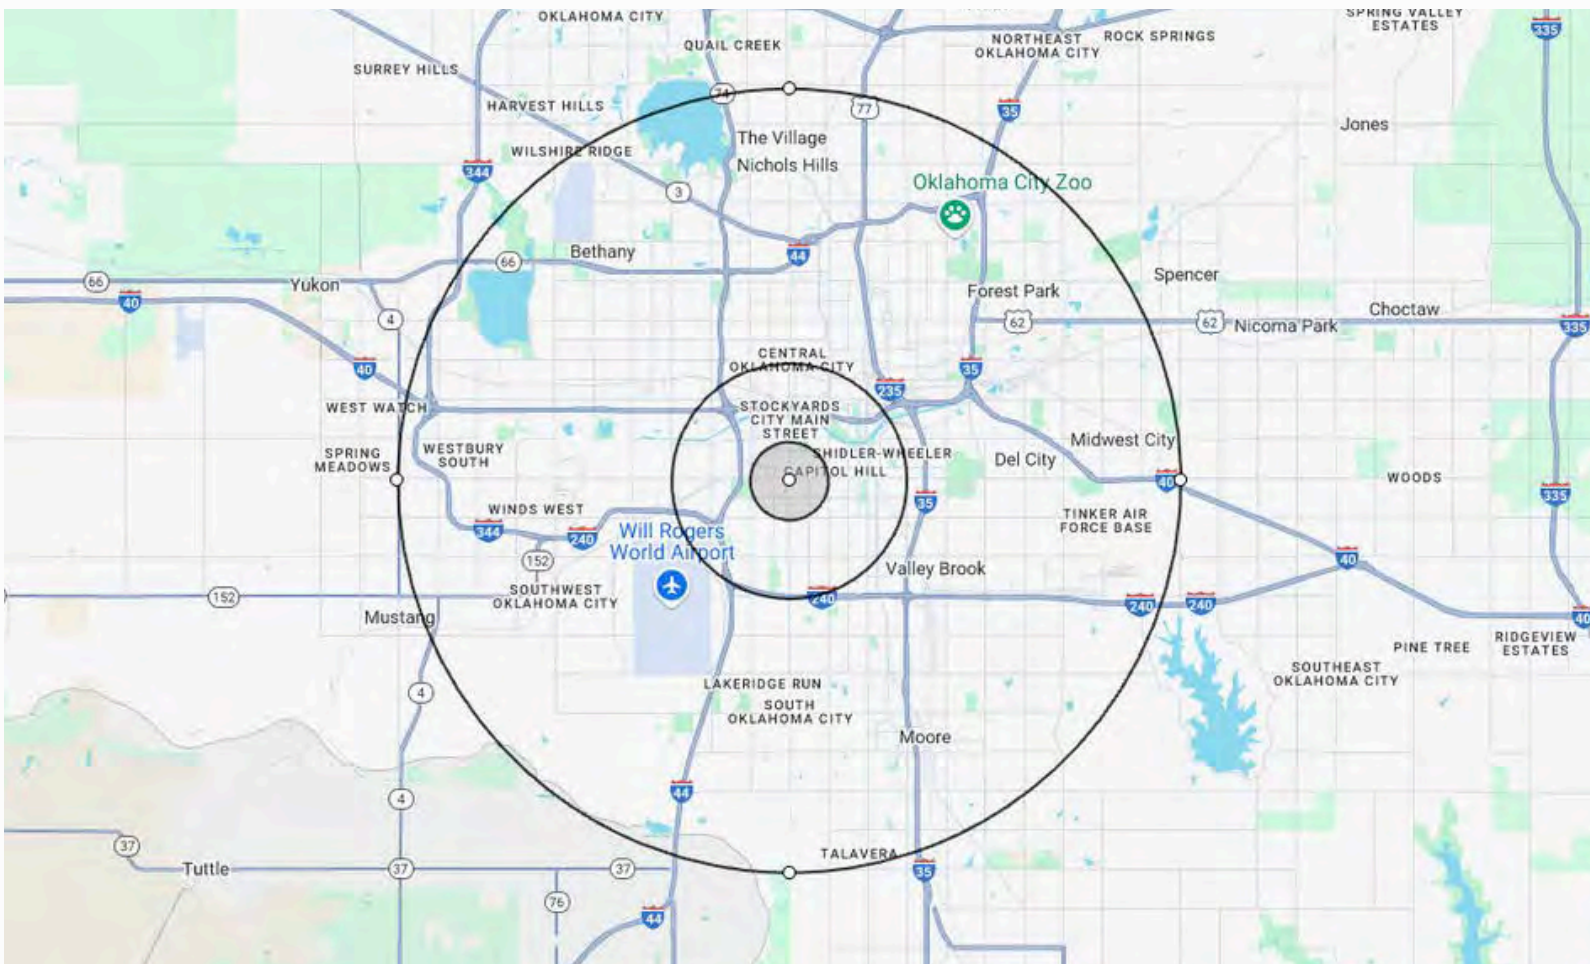 OKLAHOMA CITY
SPRING VALLEY
ESTATES
335
QUAIL CREEK
NORTHEAST
OKLAHOMA CITY
ROCK SPRINGS
SURREY HILLS
74
HARVEST HILLS
77
35
Jones
The Village
WILSHIRE RIDGE
Nichols Hills
344
3
Oklahoma City Zoo
Bethany
44
66
Spencer
66
Yukon
Forest Park
40
4
62
62
Nicoma Park
Choctaw
335
CENTRAL
OKLAHOMA CITY
40
35
235
WEST WATCH
STOCKYARDS
CITY MAIN
STREET
SPRING
MEADOWS
WESTBURY
SOUTH
SHIDLER-WHEELER
CAPITOL HILL
Midwest City
Del City
40
WOODS
335
35
WINDS WEST
TINKER AIR
FORCE BASE
344
240
Will Rogers
World Airport
152
40
Valley Brook
152
SOUTHWEST
OKLAHOMA CITY
240
240
240
Mustang
40
PINE TREE
RIDGEVIEW
ESTATES
SOUTHEAST
OKLAHOMA CITY
4
LAKERIDGE RUN
SOUTH
OKLAHOMA CITY
Moore
44
4
37
TALAVERA
Tuttle
37
37
35
76
44